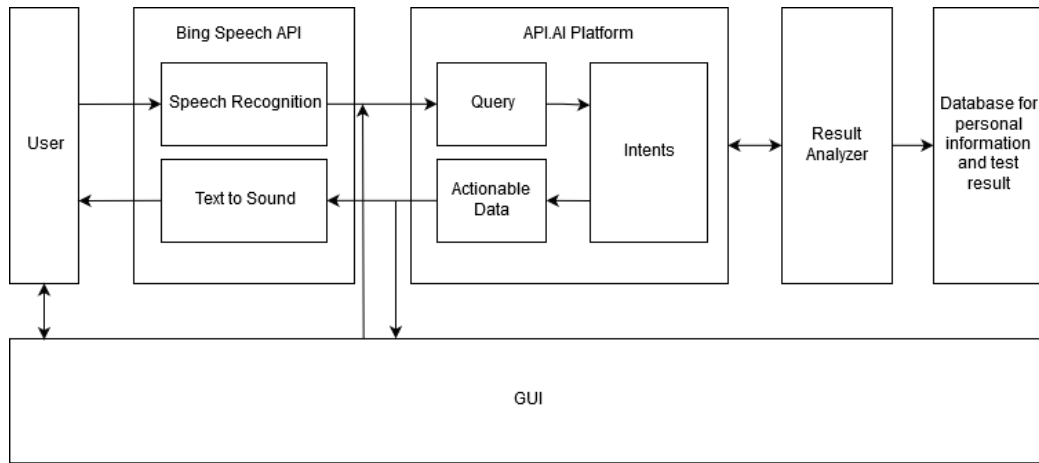 Bing Speech API
API.AI Platform
User
Speech Recognition
Text to Sound
Query
Actionable
Data
Intents
Result
Analyzer
Database for
personal
information
and test
result
GUI